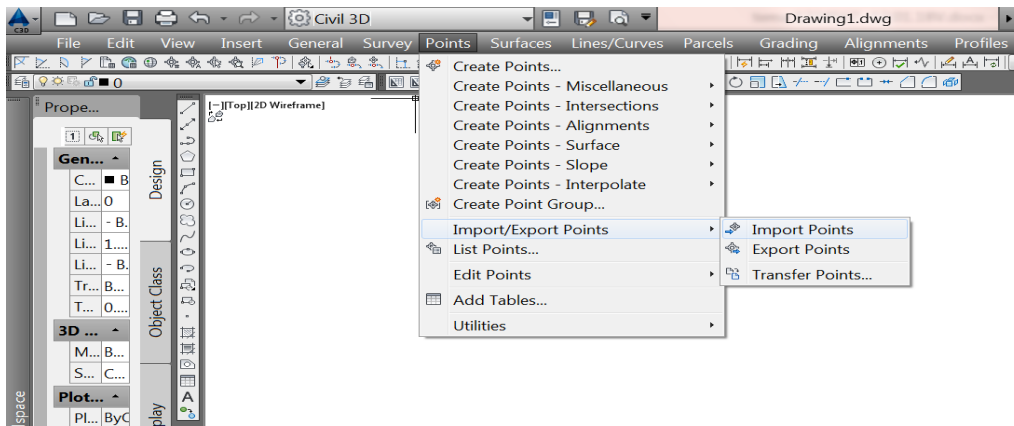 C3D Civil 3D Drawing1.dwg
File Edit View Insert General Survey Points Surfaces Lines/Curves Parcels Grading Alignments Profiles
0
Prope...
[–][Top][2D Wireframe]
Create Points...
Create Points - Miscellaneous
Create Points - Intersections
Create Points - Alignments
Create Points - Surface
Create Points - Slope
Create Points - Interpolate
Create Point Group...
Import/Export Points
List Points...
Edit Points
Add Tables...
Utilities
Import Points
Export Points
Transfer Points...
Gen...
C... B
La... 0
Li... - B.
Li... 1....
Li... - B.
Tr... B...
T... 0....
3D ...
M... B...
S... C...
Plot...
Pl... ByC
Design
Object Class
play
space
A